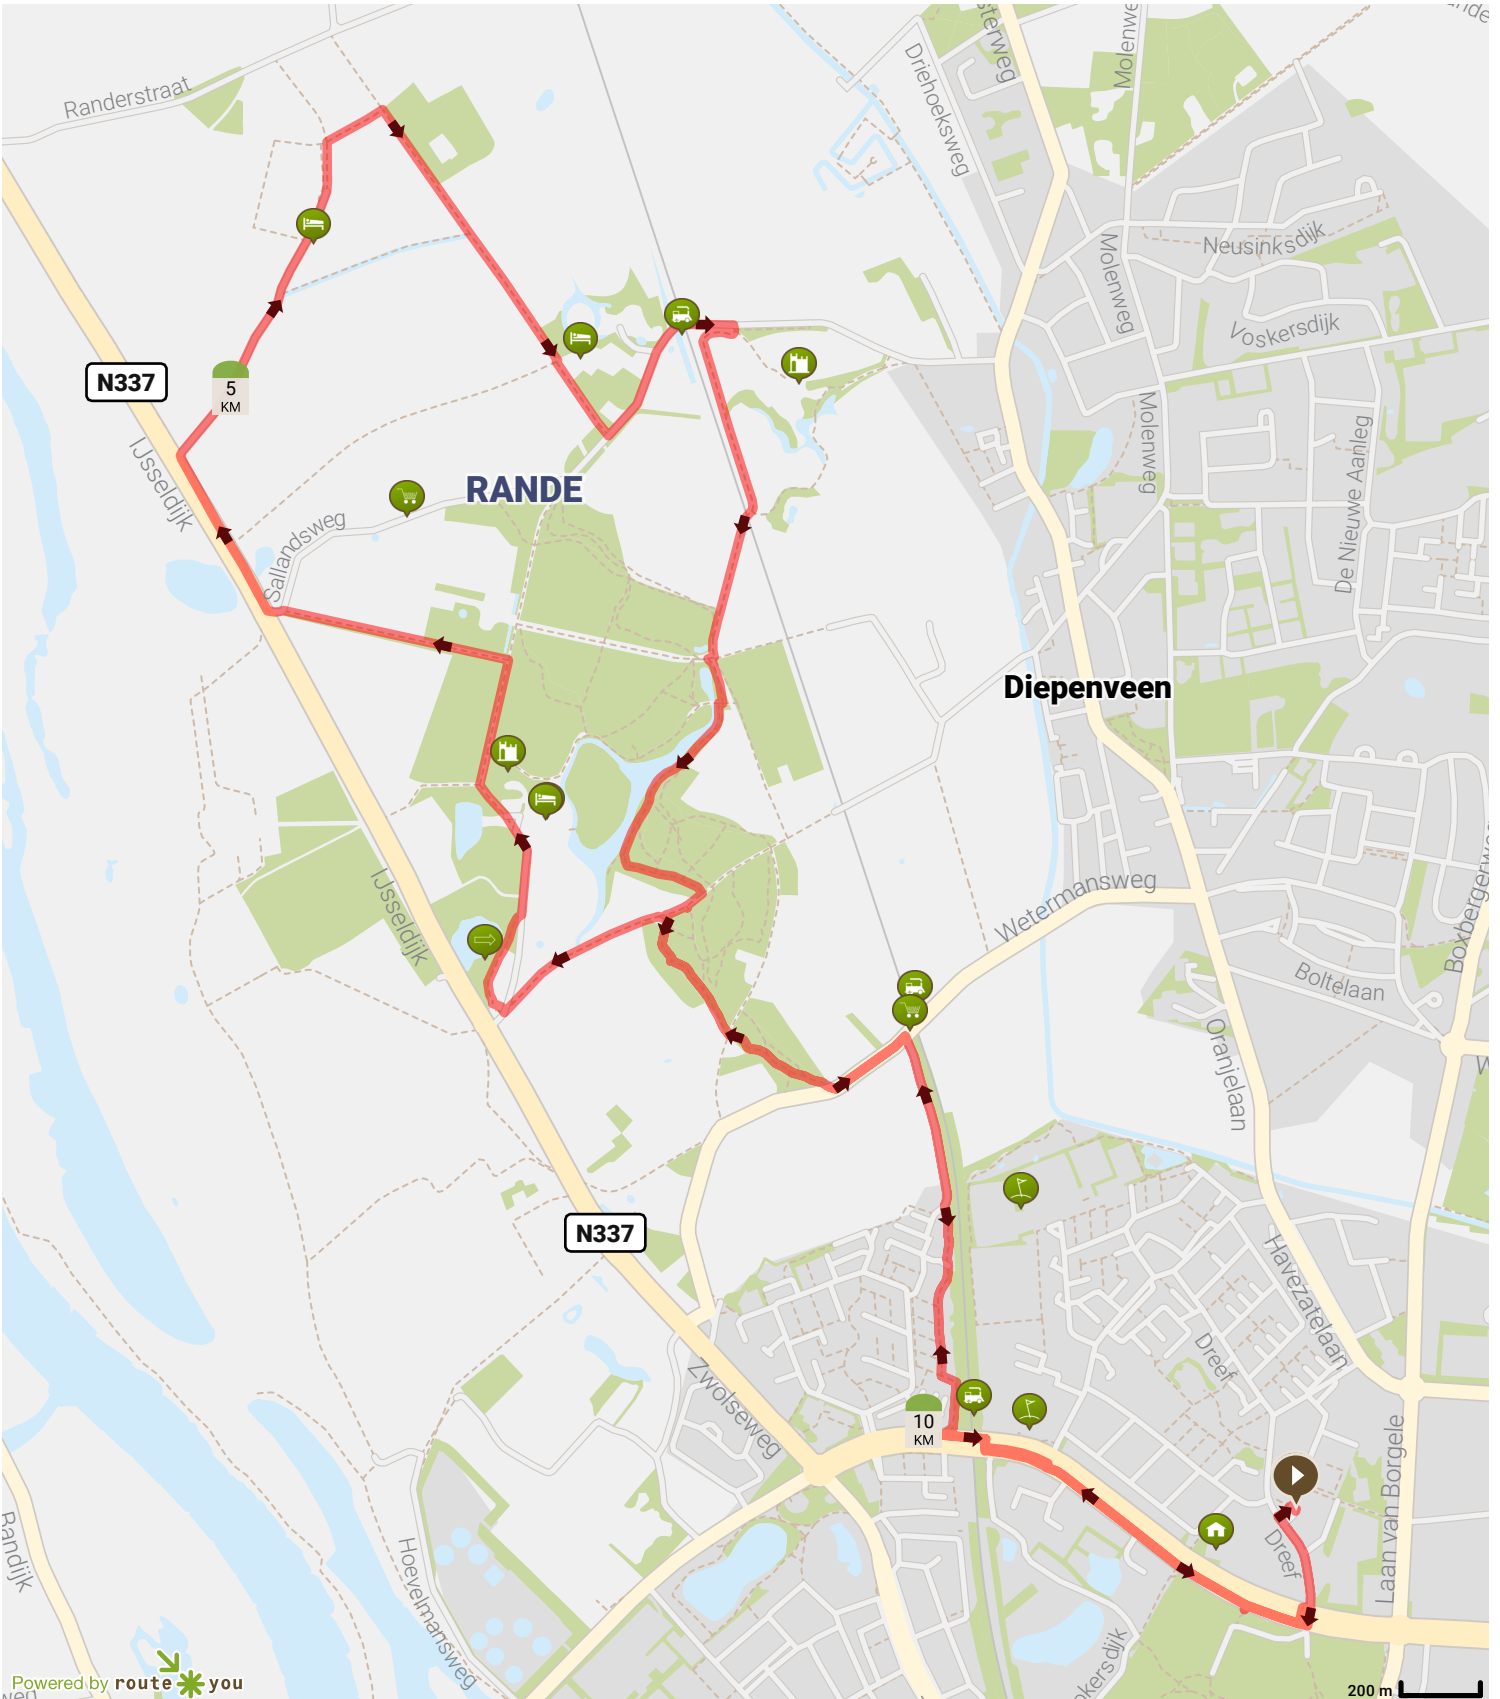 Randerstraat
Driehoeksweg
Molenweg
Neusinksdijk
Voskersdijk
N337
5
KM
IJsseldijk
Molenweg
De Nieuwe Aanleg
RANDE
Sallandsweg
Diepenveen
IJsseldijk
Wetermansweg
Boxbergerweg
Boltelaan
Oranjelaan
N337
Havezatelaan
Dreef
Zwolseweg
10
KM
Laan van Borgele
Dreef
Randijk
Hoevelmansweg
Powered by route you
200 m